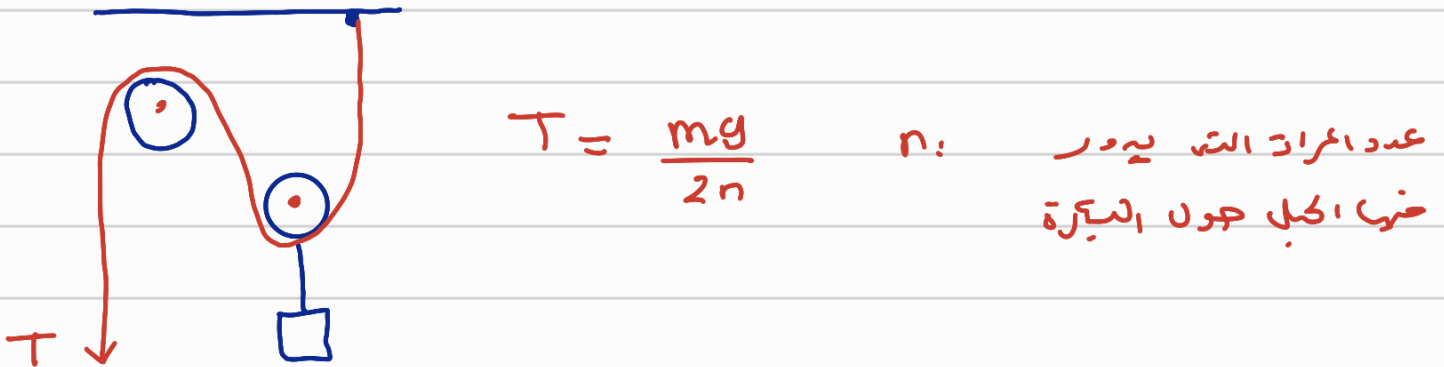 T = mg / 2n
n: عدد المرات التي يدور
فيها الحبل حول البكرة
T